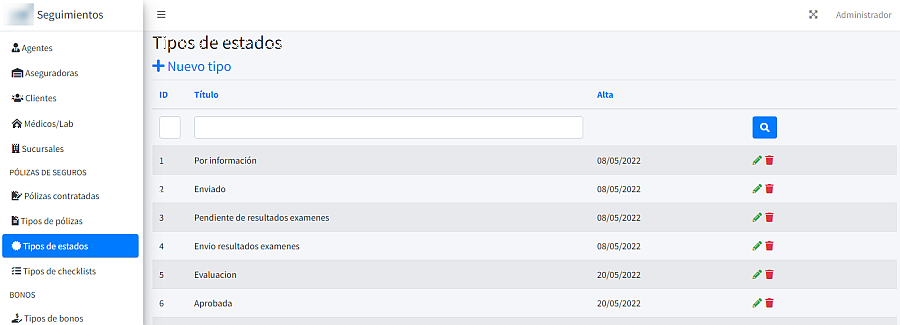 Seguimientos
Administrador
Agentes
Aseguradoras
Clientes
Médicos/Lab
Sucursales
PÓLIZAS DE SEGUROS
Pólizas contratadas
Tipos de pólizas
Tipos de estados
Tipos de checklists
BONOS
Tipos de bonos
Tipos de estados
Nuevo tipo
ID Título Alta
1 Por información 08/05/2022
2 Enviado 08/05/2022
3 Pendiente de resultados examenes 08/05/2022
4 Envio resultados examenes 08/05/2022
5 Evaluacion 20/05/2022
6 Aprobada 20/05/2022